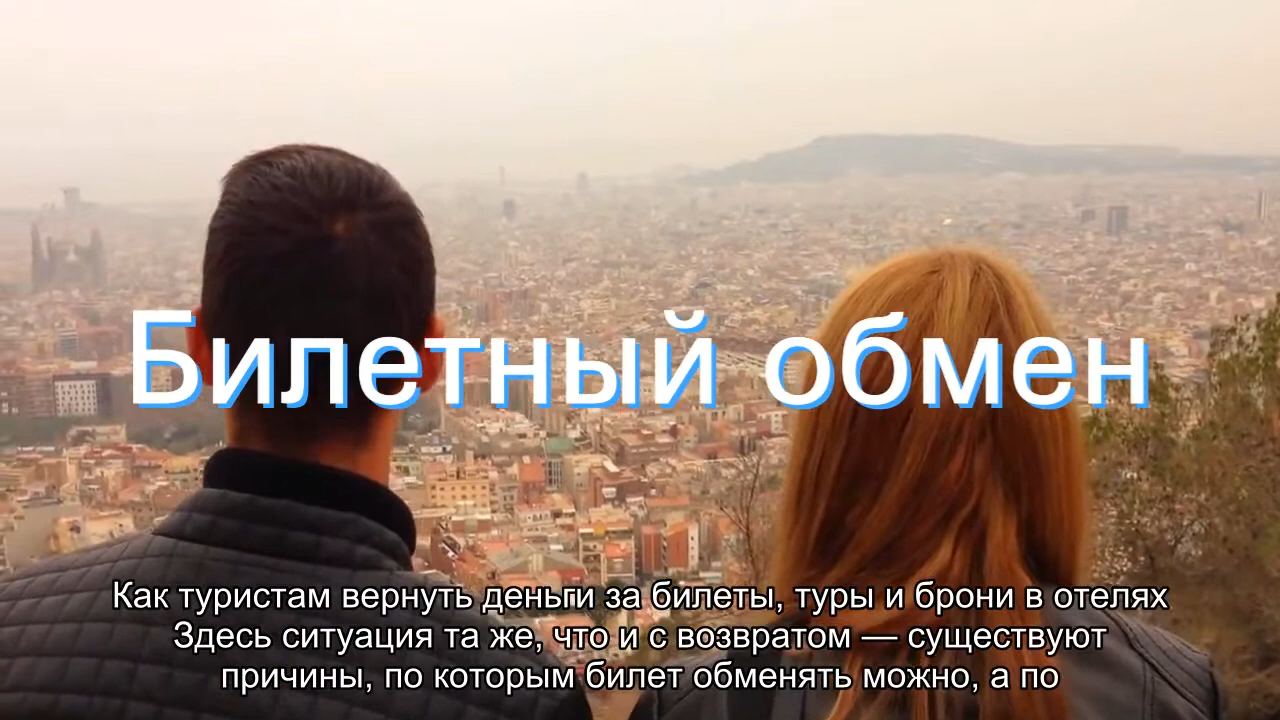 Билетный обмен
Как туристам вернуть деньги за билеты, туры и брони в отелях
Здесь ситуация та же, что и с возвратом — существуют
причины, по которым билет обменять можно, а по